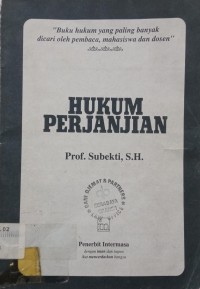 "Buku hukum yang paling banyak
dicari oleh pembaca, mahasiswa dan dosen"
HUKUM
PERJANJIAN
Prof. Subekti, S.H.
Penerbit Intermasa